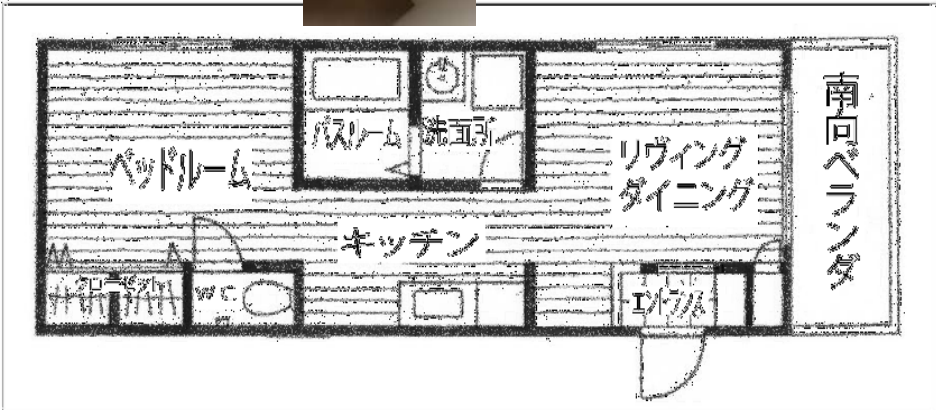 ベッドルーム
バスルーム
洗面所
リヴィング
ダイニング
南向ベランダ
キッチン
クローゼット
W.C.
エントランス